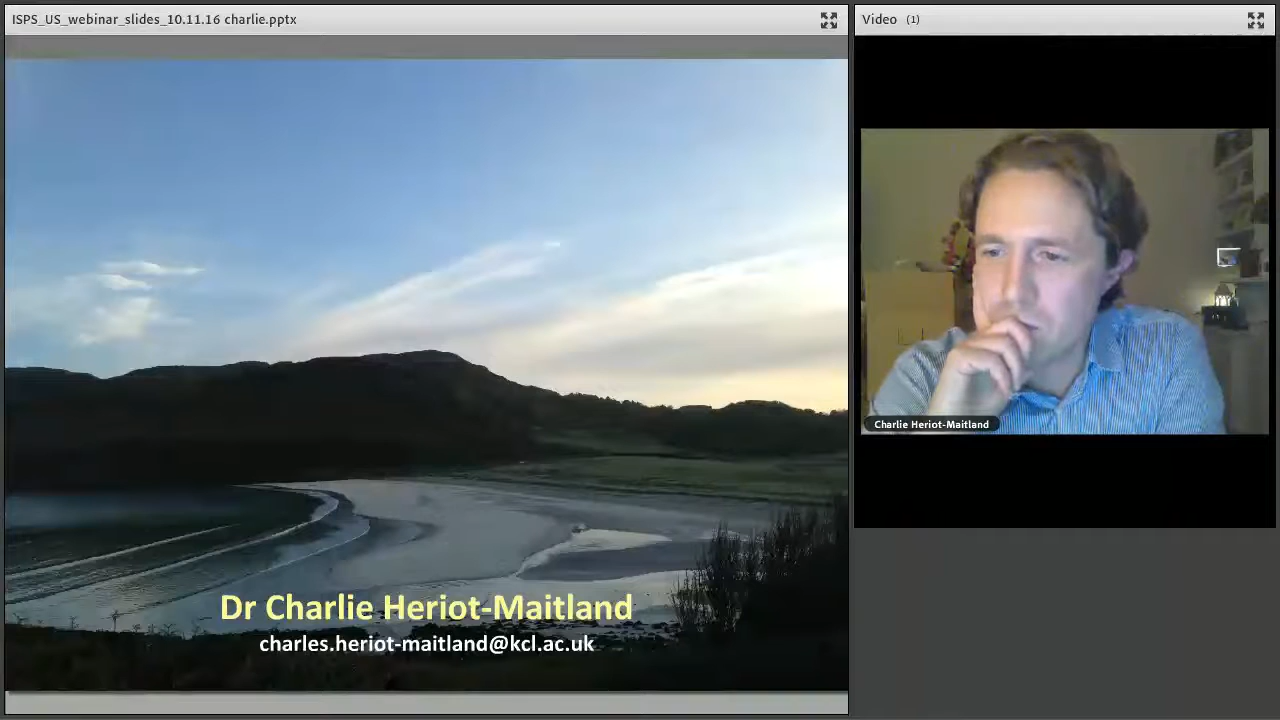 ISPS_US_webinar_slides_10.11.16 charlie.pptx
Video (1)
Charlie Heriot-Maitland
Dr Charlie Heriot-Maitland
charles.heriot-maitland@kcl.ac.uk